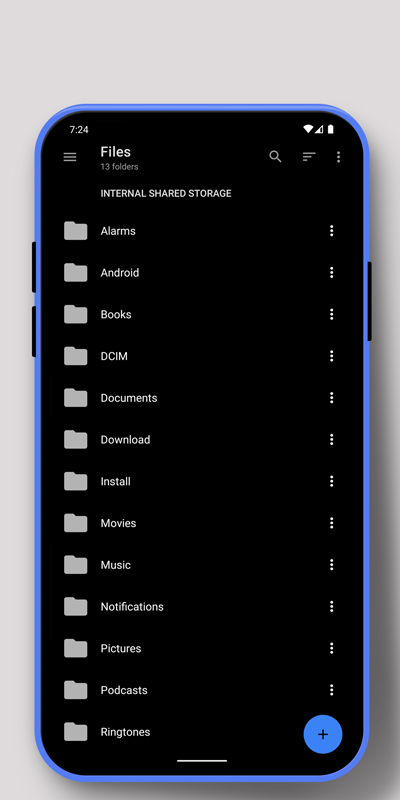 7:24
Files
13 folders
INTERNAL SHARED STORAGE
Alarms
Android
Books
DCIM
Documents
Download
Install
Movies
Music
Notifications
Pictures
Podcasts
Ringtones